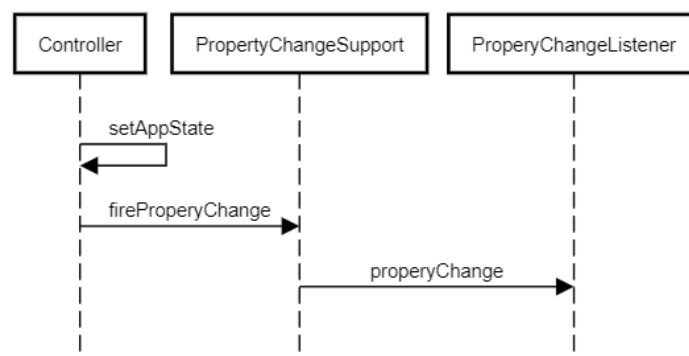 Controller
PropertyChangeSupport
ProperyChangeListener
setAppState
fireProperyChange
properyChange